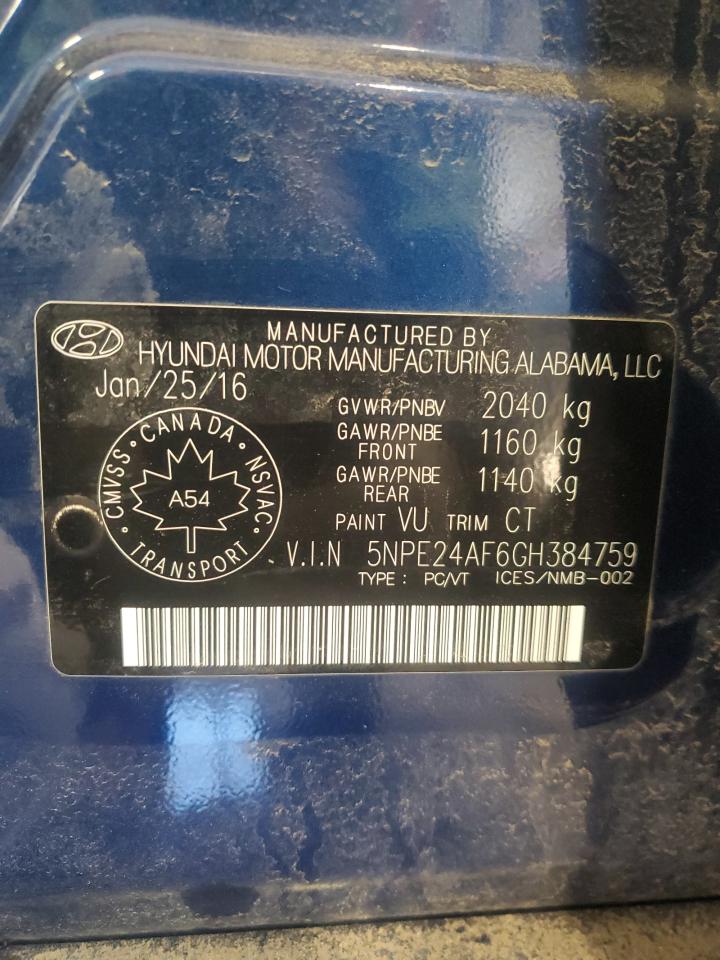 MANUFACTURED BY
HYUNDAI MOTOR MANUFACTURING ALABAMA, LLC
Jan/25/16
GVWR/PNBV 2040 kg
GAWR/PNBE FRONT 1160 kg
GAWR/PNBE REAR 1140 kg
PAINT VU TRIM CT
CANADA
CMVSS • NSVAC
A54
TRANSPORT
V.I.N 5NPE24AF6GH384759
TYPE : PC/VT ICES/NMB-002